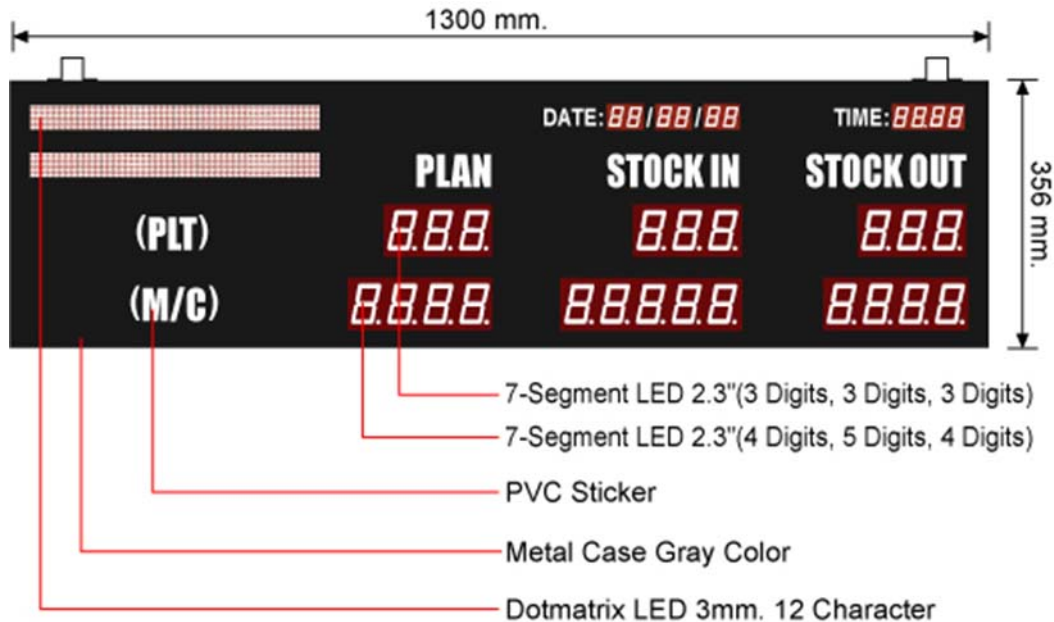 1300 mm.
DATE: 88/88/88 TIME: 88.88
PLAN STOCK IN STOCK OUT
356 mm.
(PLT) 8.8.8. 8.8.8. 8.8.8.
(M/C) 8.8.8.8. 8.8.8.8.8. 8.8.8.8.
7-Segment LED 2.3"(3 Digits, 3 Digits, 3 Digits)
7-Segment LED 2.3"(4 Digits, 5 Digits, 4 Digits)
PVC Sticker
Metal Case Gray Color
Dotmatrix LED 3mm. 12 Character